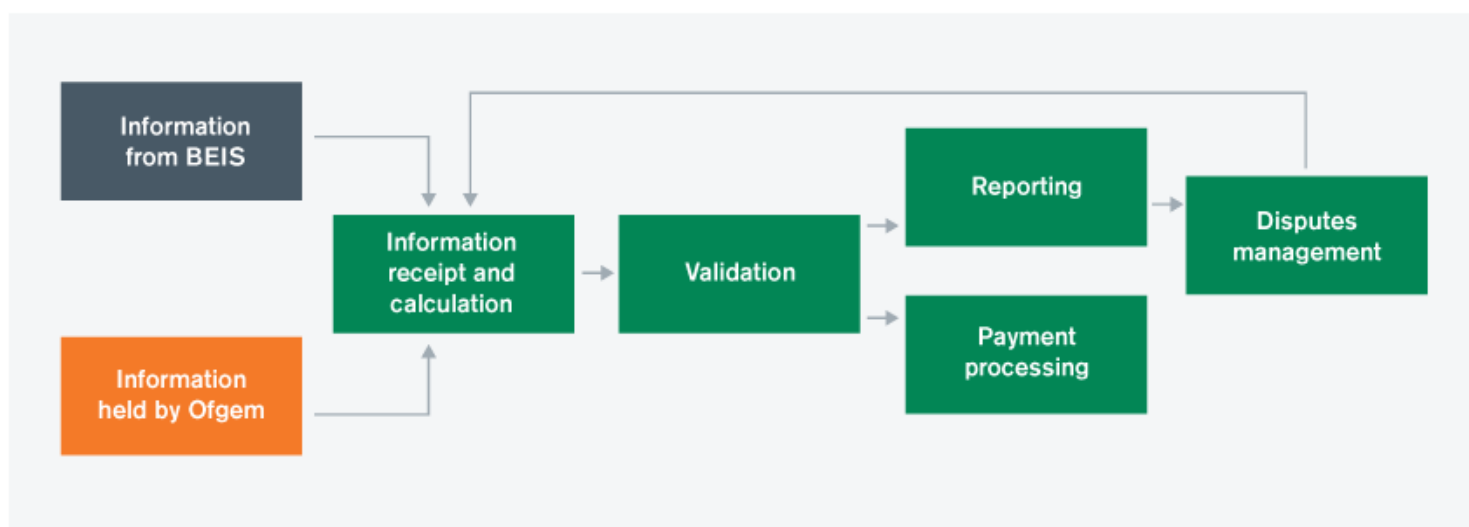 Information
from BEIS
Information
held by Ofgem
Information
receipt and
calculation
Validation
Reporting
Payment
processing
Disputes
management